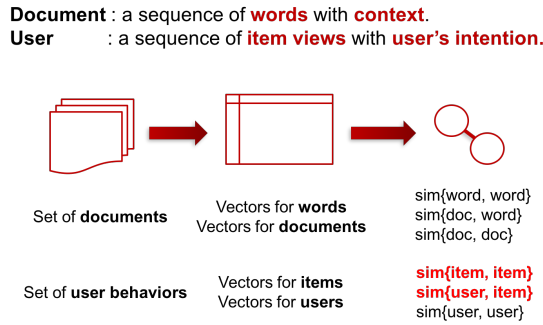 Document : a sequence of words with context.
User : a sequence of item views with user's intention.
Set of documents
Vectors for words
Vectors for documents
sim{word, word}
sim{doc, word}
sim{doc, doc}
Set of user behaviors
Vectors for items
Vectors for users
sim{item, item}
sim{user, item}
sim{user, user}